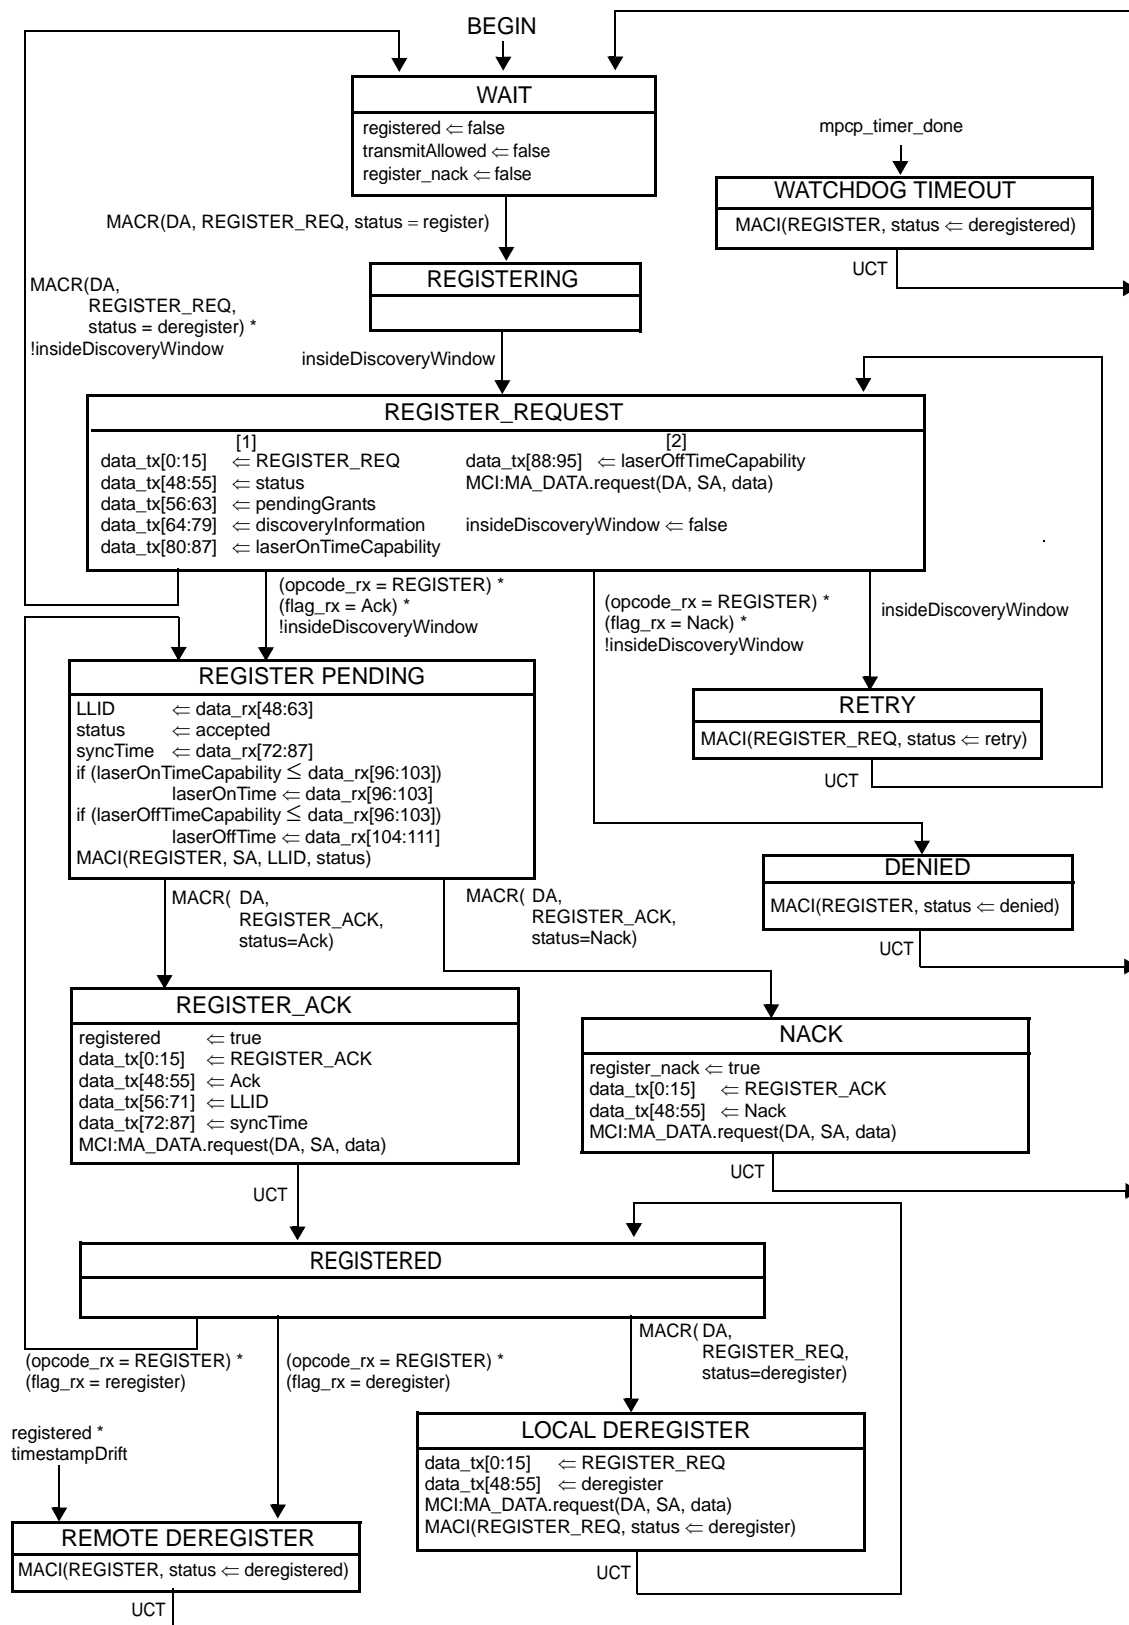 BEGIN
WAIT
registered ⇐ false
transmitAllowed ⇐ false
register_nack ⇐ false
mpcp_timer_done
WATCHDOG TIMEOUT
MACI(REGISTER, status ⇐ deregistered)
UCT
MACR(DA, REGISTER_REQ, status = register)
REGISTERING
MACR(DA,
REGISTER_REQ,
status = deregister) *
!insideDiscoveryWindow
insideDiscoveryWindow
REGISTER_REQUEST
[1]
data_tx[0:15] ⇐ REGISTER_REQ
data_tx[48:55] ⇐ status
data_tx[56:63] ⇐ pendingGrants
data_tx[64:79] ⇐ discoveryInformation
data_tx[80:87] ⇐ laserOnTimeCapability
[2]
data_tx[88:95] ⇐ laserOffTimeCapability
MCI:MA_DATA.request(DA, SA, data)
insideDiscoveryWindow ⇐ false
(opcode_rx = REGISTER) *
(flag_rx = Ack) *
!insideDiscoveryWindow
(opcode_rx = REGISTER) *
(flag_rx = Nack) *
!insideDiscoveryWindow
insideDiscoveryWindow
REGISTER PENDING
LLID ⇐ data_rx[48:63]
status ⇐ accepted
syncTime ⇐ data_rx[72:87]
if (laserOnTimeCapability ≤ data_rx[96:103])
laserOnTime ⇐ data_rx[96:103]
if (laserOffTimeCapability ≤ data_rx[96:103])
laserOffTime ⇐ data_rx[104:111]
MACI(REGISTER, SA, LLID, status)
RETRY
MACI(REGISTER_REQ, status ⇐ retry)
UCT
DENIED
MACI(REGISTER, status ⇐ denied)
UCT
MACR( DA,
REGISTER_ACK,
status=Ack)
MACR( DA,
REGISTER_ACK,
status=Nack)
REGISTER_ACK
registered ⇐ true
data_tx[0:15] ⇐ REGISTER_ACK
data_tx[48:55] ⇐ Ack
data_tx[56:71] ⇐ LLID
data_tx[72:87] ⇐ syncTime
MCI:MA_DATA.request(DA, SA, data)
UCT
NACK
register_nack ⇐ true
data_tx[0:15] ⇐ REGISTER_ACK
data_tx[48:55] ⇐ Nack
MCI:MA_DATA.request(DA, SA, data)
UCT
REGISTERED
(opcode_rx = REGISTER) *
(flag_rx = reregister)
(opcode_rx = REGISTER) *
(flag_rx = deregister)
MACR( DA,
REGISTER_REQ,
status=deregister)
registered *
timestampDrift
LOCAL DEREGISTER
data_tx[0:15] ⇐ REGISTER_REQ
data_tx[48:55] ⇐ deregister
MCI:MA_DATA.request(DA, SA, data)
MACI(REGISTER_REQ, status ⇐ deregister)
UCT
REMOTE DEREGISTER
MACI(REGISTER, status ⇐ deregistered)
UCT